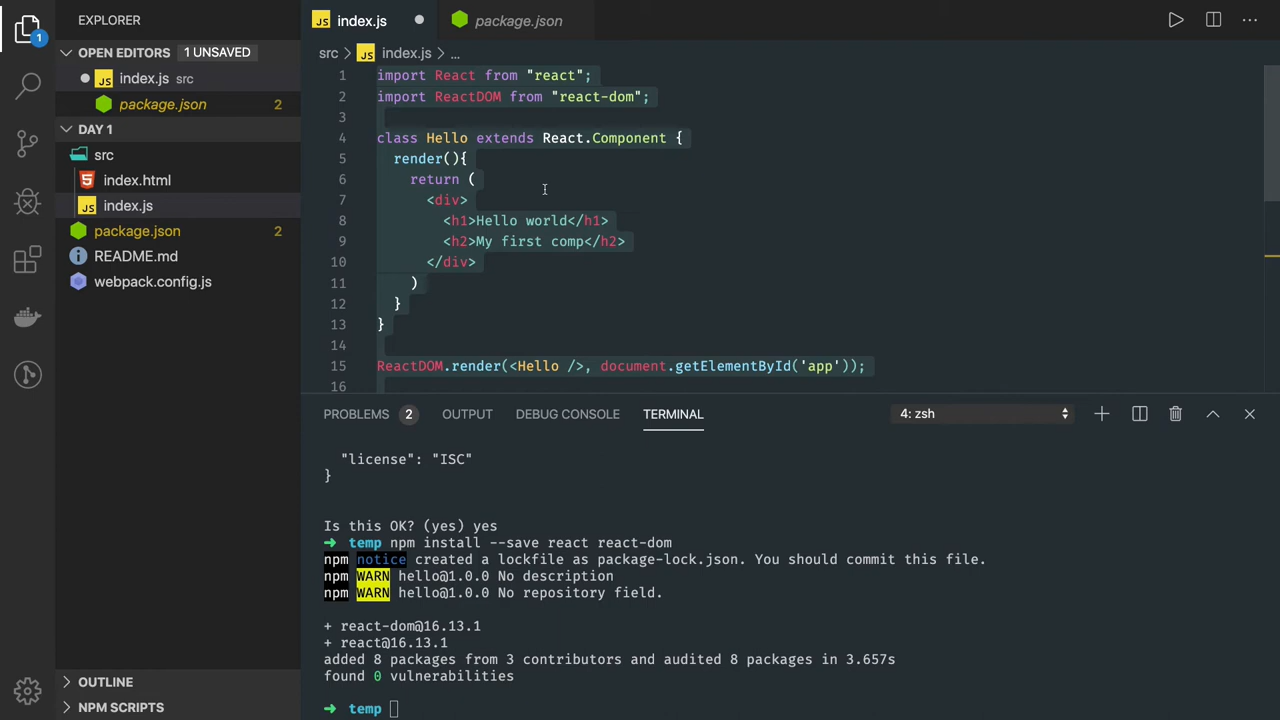 EXPLORER
OPEN EDITORS 1 UNSAVED
JS index.js src
package.json 2
DAY 1
src
index.html
JS index.js
package.json 2
README.md
webpack.config.js
OUTLINE
NPM SCRIPTS
1
JS index.js
package.json
src JS index.js ...
1 import React from "react";
2 import ReactDOM from "react-dom";
3
4 class Hello extends React.Component {
5 render(){
6 return (
7 <div>
8 <h1>Hello world</h1>
9 <h2>My first comp</h2>
10 </div>
11 )
12 }
13 }
14
15 ReactDOM.render(<Hello />, document.getElementById('app'));
16
PROBLEMS 2 OUTPUT DEBUG CONSOLE TERMINAL 4: zsh
"license": "ISC"
}
Is this OK? (yes) yes
➜ temp npm install --save react react-dom
npm notice created a lockfile as package-lock.json. You should commit this file.
npm WARN hello@1.0.0 No description
npm WARN hello@1.0.0 No repository field.
+ react-dom@16.13.1
+ react@16.13.1
added 8 packages from 3 contributors and audited 8 packages in 3.657s
found 0 vulnerabilities
➜ temp